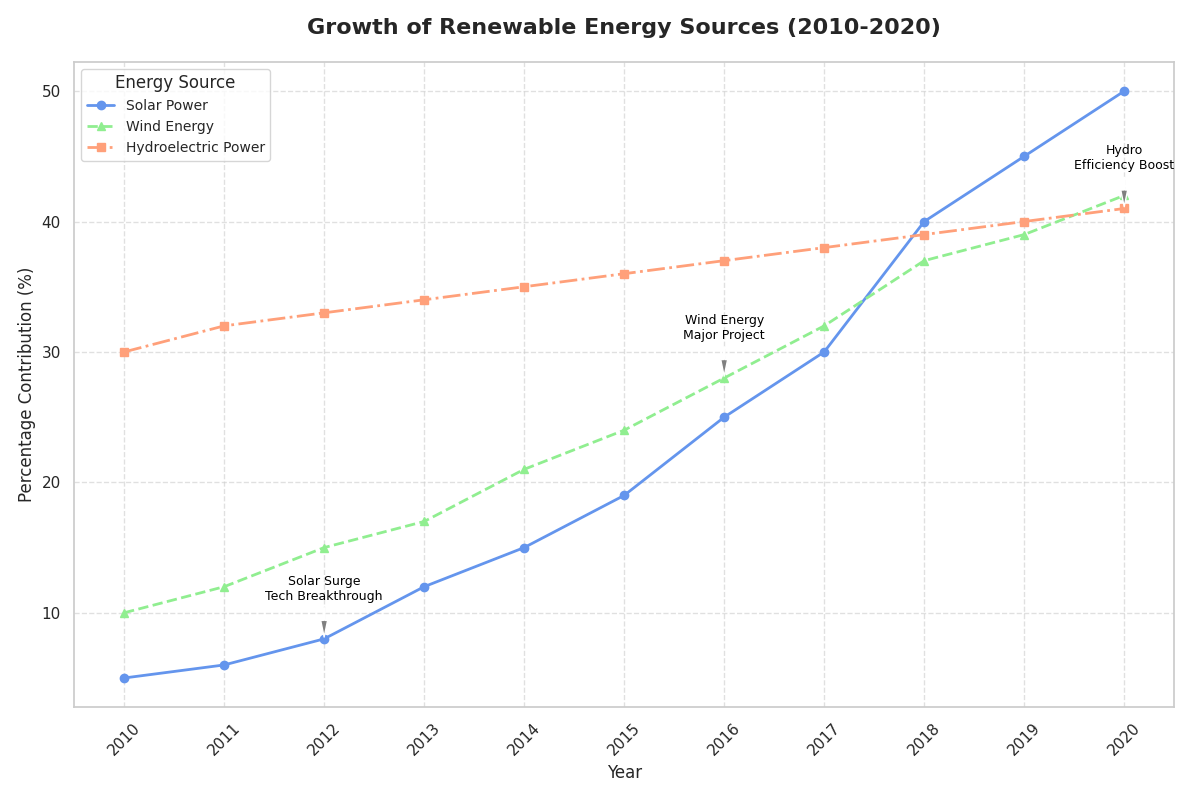 Growth of Renewable Energy Sources (2010-2020)
Energy Source
Solar Power
Wind Energy
Hydroelectric Power
Percentage Contribution (%)
50
40
30
20
10
Hydro
Efficiency Boost
Wind Energy
Major Project
Solar Surge
Tech Breakthrough
2010
2011
2012
2013
2014
2015
2016
2017
2018
2019
2020
Year